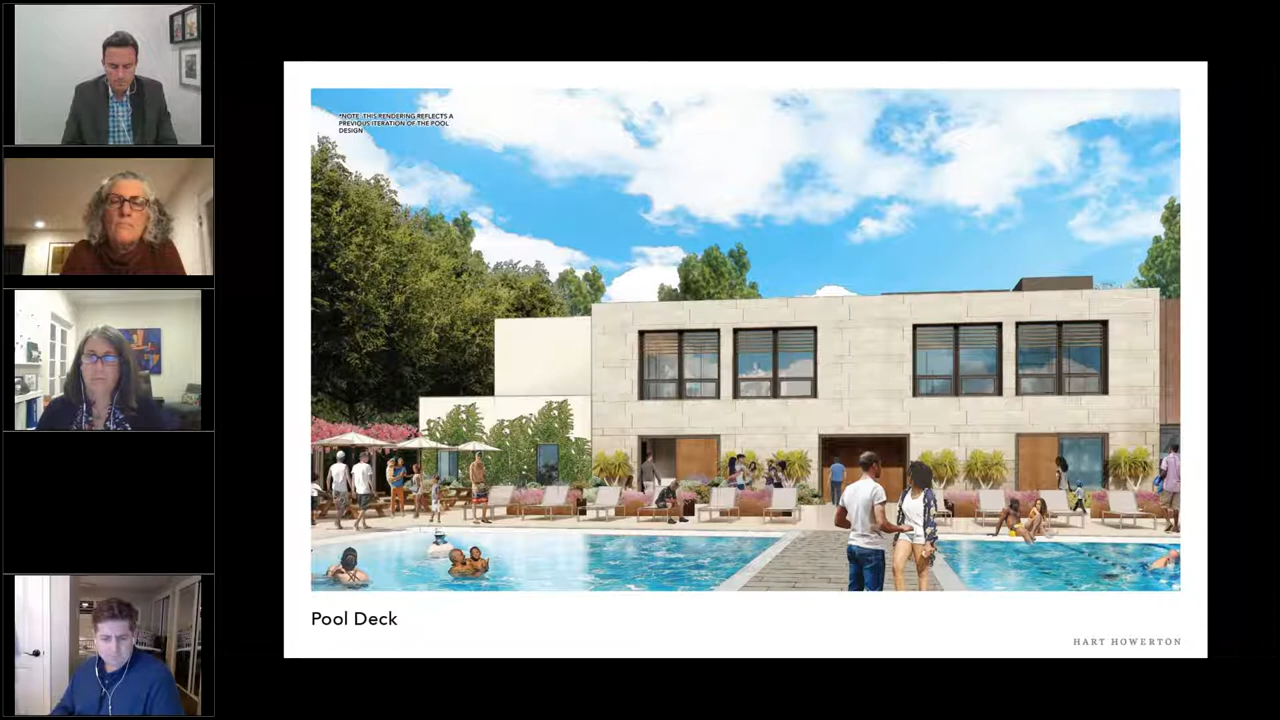 *NOTE: THIS RENDERING REFLECTS A
PREVIOUS ITERATION OF THE POOL
DESIGN
Pool Deck
HART HOWERTON